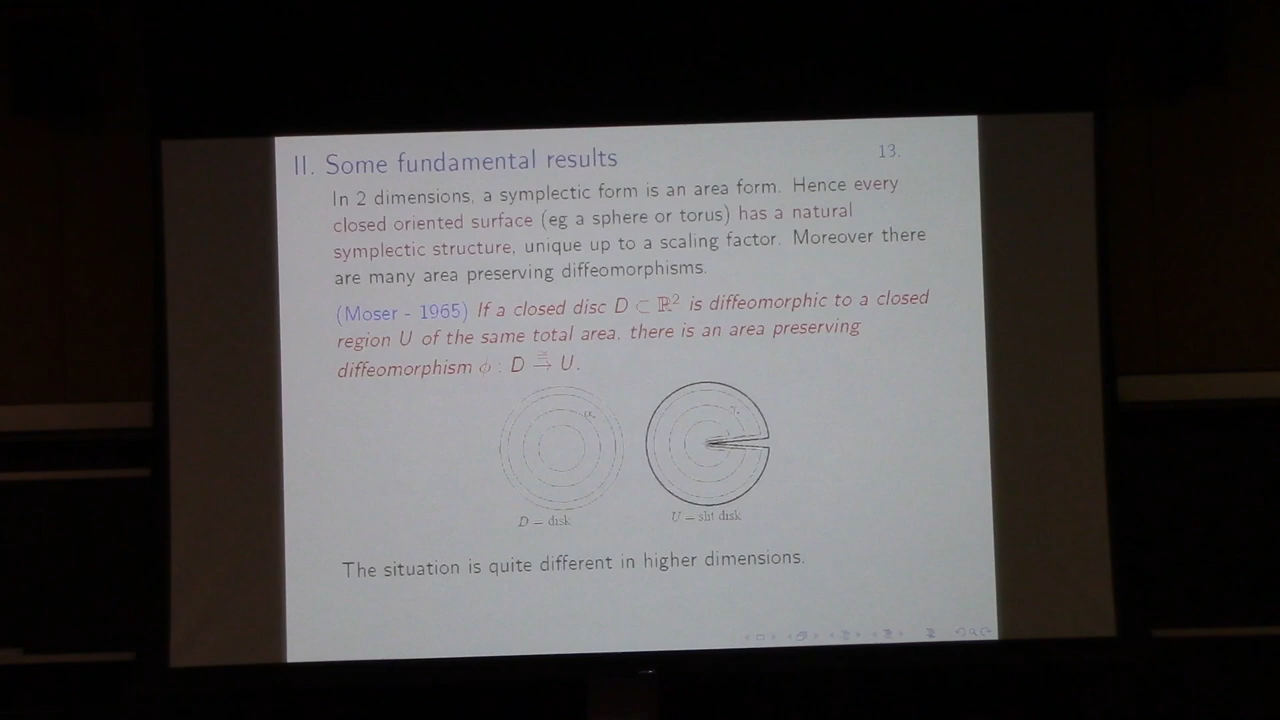 II. Some fundamental results
13.
In 2 dimensions, a symplectic form is an area form. Hence every
closed oriented surface (eg a sphere or torus) has a natural
symplectic structure, unique up to a scaling factor. Moreover there
are many area preserving diffeomorphisms.
(Moser - 1965) If a closed disc D ⊂ ℝ² is diffeomorphic to a closed
region U of the same total area, there is an area preserving
diffeomorphism ϕ : D ≅→ U.
D = disk
U = slit disk
The situation is quite different in higher dimensions.